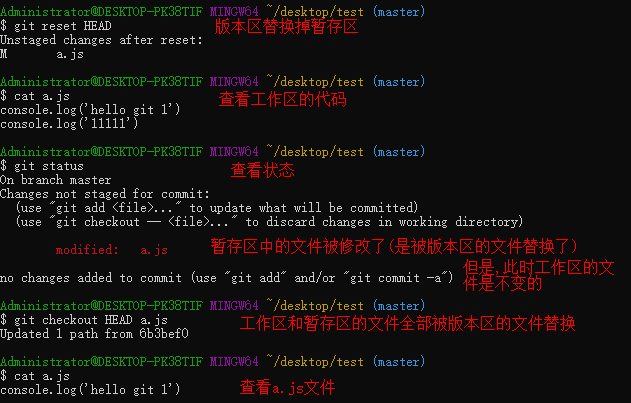 Administrator@DESKTOP-PK38TIF MINGW64 ~/desktop/test (master)
$ git reset HEAD 版本区替换掉暂存区
Unstaged changes after reset:
M a.js
Administrator@DESKTOP-PK38TIF MINGW64 ~/desktop/test (master)
$ cat a.js 查看工作区的代码
console.log('hello git 1')
console.log('11111')
Administrator@DESKTOP-PK38TIF MINGW64 ~/desktop/test (master)
$ git status 查看状态
On branch master
Changes not staged for commit:
(use "git add <file>..." to update what will be committed)
(use "git checkout -- <file>..." to discard changes in working directory)
modified: a.js 暂存区中的文件被修改了(是被版本区的文件替换了)
no changes added to commit (use "git add" and/or "git commit -a") 但是,此时工作区的文
件是不变的
Administrator@DESKTOP-PK38TIF MINGW64 ~/desktop/test (master)
$ git checkout HEAD a.js 工作区和暂存区的文件全部被版本区的文件替换
Updated 1 path from 6b3bef0
Administrator@DESKTOP-PK38TIF MINGW64 ~/desktop/test (master)
$ cat a.js 查看a.js文件
console.log('hello git 1')